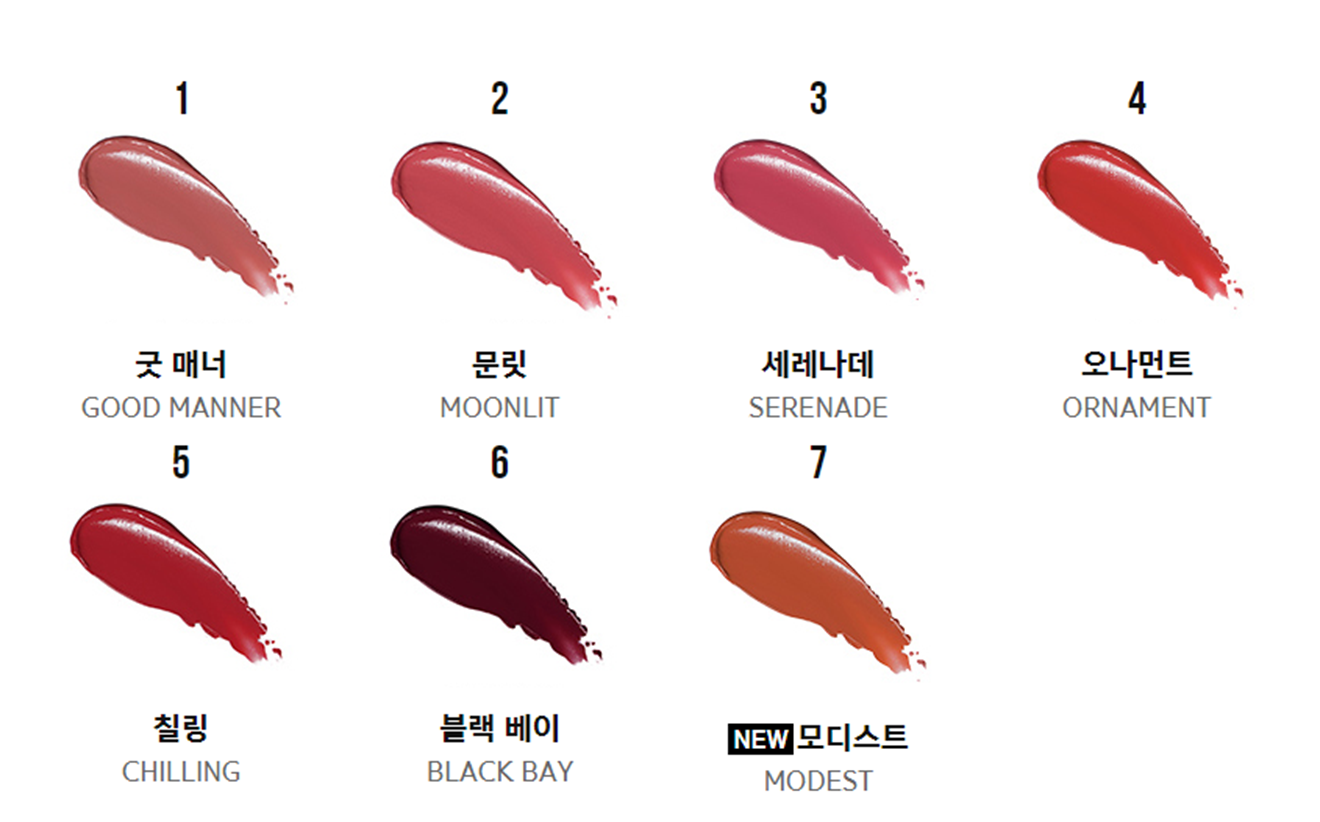 1
2
3
4
굿 매너
문릿
세레나데
오나먼트
GOOD MANNER
MOONLIT
SERENADE
ORNAMENT
5
6
7
칠링
블랙 베이
NEW 모디스트
CHILLING
BLACK BAY
MODEST